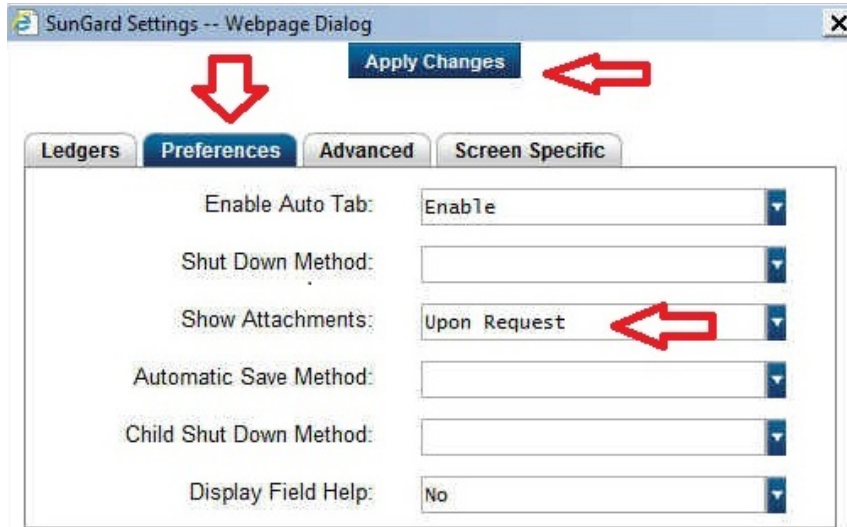 SunGard Settings -- Webpage Dialog
Apply Changes
Ledgers Preferences Advanced Screen Specific
Enable Auto Tab: Enable
Shut Down Method:
Show Attachments: Upon Request
Automatic Save Method:
Child Shut Down Method:
Display Field Help: No